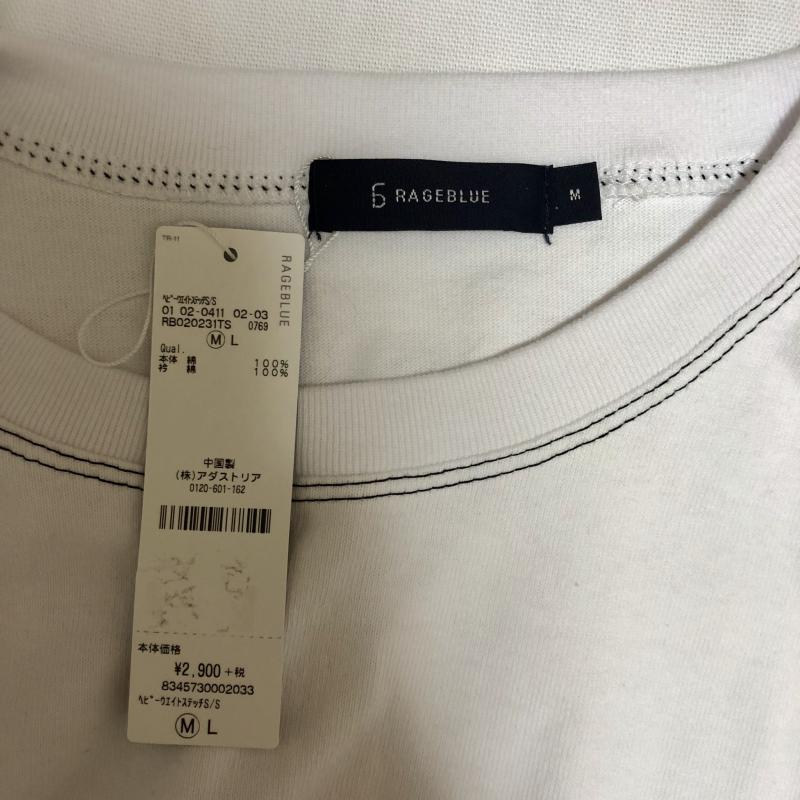 6 RAGEBLUE
M
TR-11
RAGEBLUE
ﾍﾋﾞｰｳｴｲﾄｽﾃｯﾁS/S
01 02-0411 02-03
RB020231TS 0769
M L
Qual.
本体 綿 100%
衿 綿 100%
中国製
(株)アダストリア
0120-601-162
本体価格
¥2,900+税
8345730002033
ﾍﾋﾞｰｳｴｲﾄｽﾃｯﾁS/S
M L